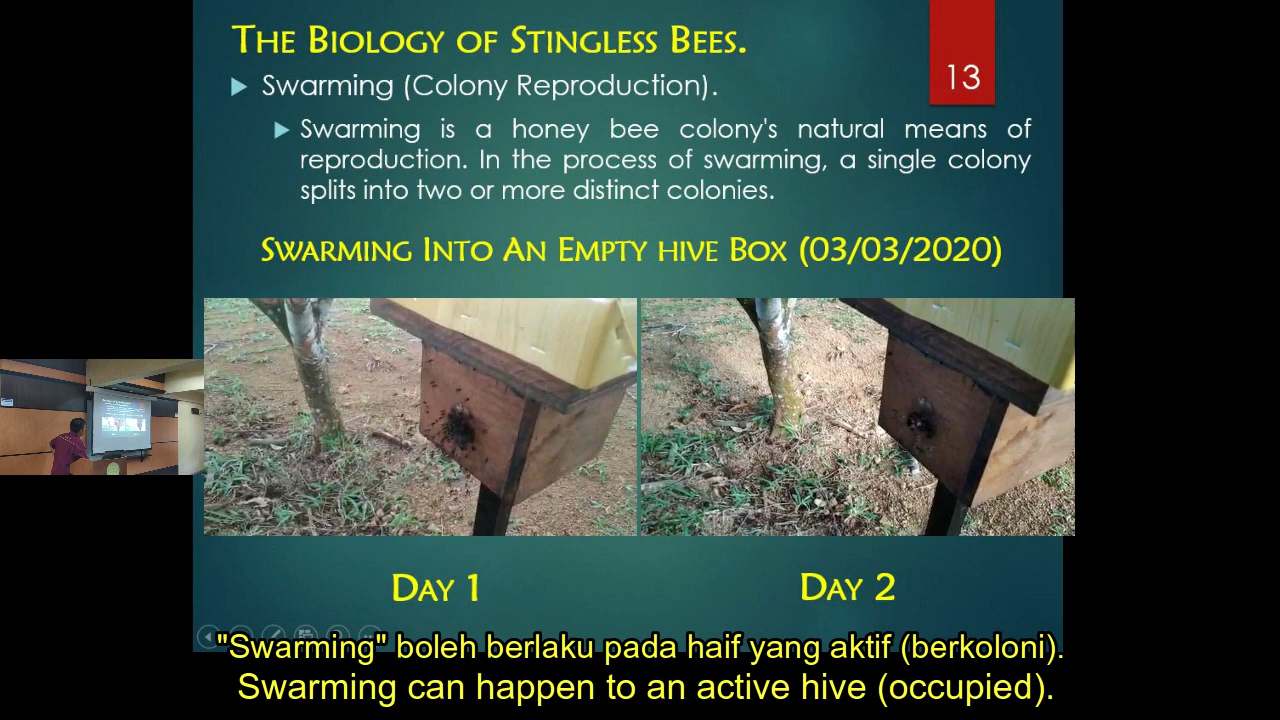 THE BIOLOGY OF STINGLESS BEES.
13
Swarming (Colony Reproduction).
Swarming is a honey bee colony's natural means of
reproduction. In the process of swarming, a single colony
splits into two or more distinct colonies.
SWARMING INTO AN EMPTY HIVE BOX (03/03/2020)
DAY 1
DAY 2
"Swarming" boleh berlaku pada haif yang aktif (berkoloni).
Swarming can happen to an active hive (occupied).